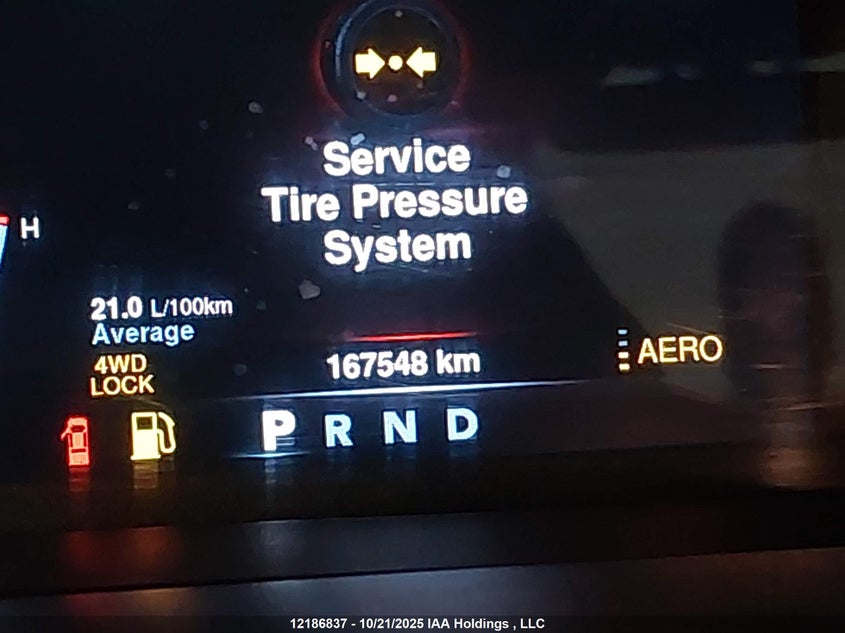 Service
Tire Pressure
System
H
21.0 L/100km
Average
4WD
LOCK
167548 km
AERO
P R N D
12186837 - 10/21/2025 IAA Holdings , LLC